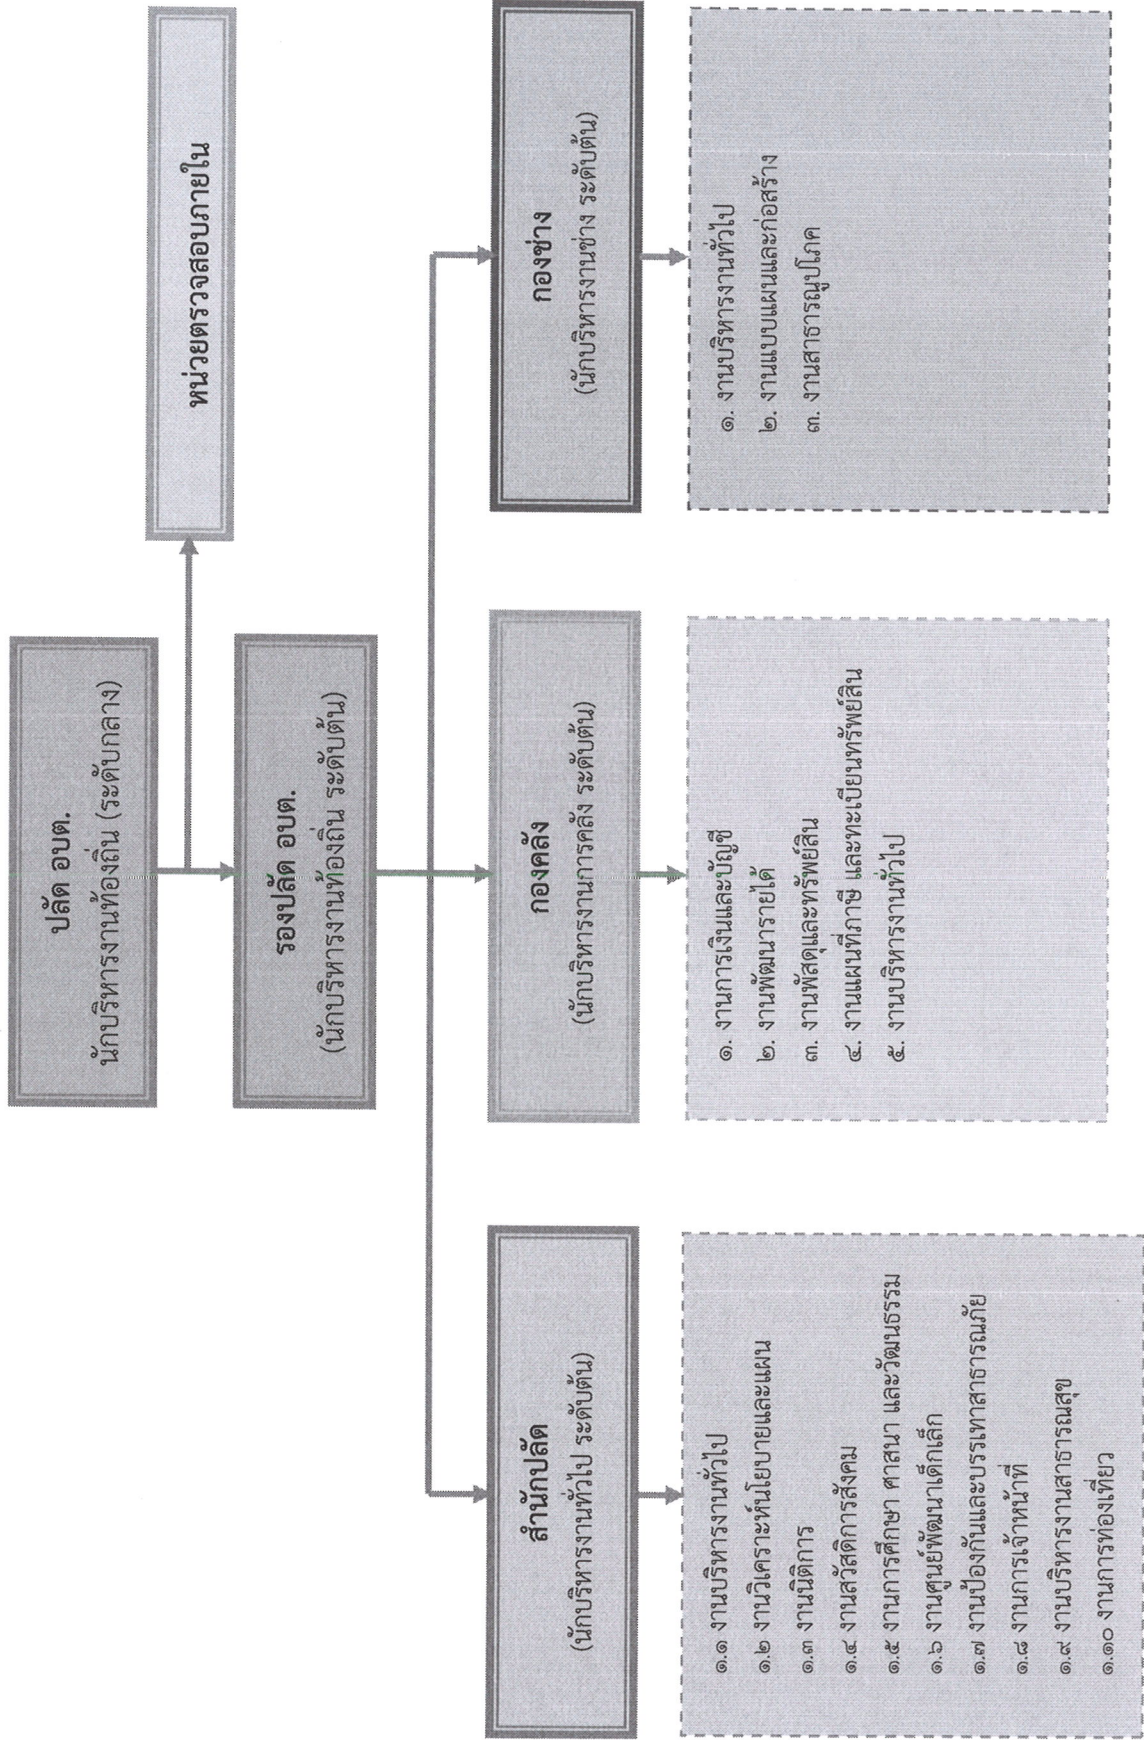 ปลัด อบต.
นักบริหารงานท้องถิ่น (ระดับกลาง)
หน่วยตรวจสอบภายใน
รองปลัด อบต.
(นักบริหารงานท้องถิ่น ระดับต้น)
สำนักปลัด
(นักบริหารงานทั่วไป ระดับต้น)
๑.๑ งานบริหารงานทั่วไป
๑.๒ งานวิเคราะห์นโยบายและแผน
๑.๓ งานนิติการ
๑.๔ งานสวัสดิการสังคม
๑.๕ งานการศึกษา ศาสนา และวัฒนธรรม
๑.๖ งานศูนย์พัฒนาเด็กเล็ก
๑.๗ งานป้องกันและบรรเทาสาธารณภัย
๑.๘ งานการเจ้าหน้าที่
๑.๙ งานบริหารงานสาธารณสุข
๑.๑๐ งานการท่องเที่ยว
กองคลัง
(นักบริหารงานการคลัง ระดับต้น)
๑. งานการเงินและบัญชี
๒. งานพัฒนารายได้
๓. งานพัสดุและทรัพย์สิน
๔. งานแผนที่ภาษี และทะเบียนทรัพย์สิน
๕. งานบริหารงานทั่วไป
กองช่าง
(นักบริหารงานช่าง ระดับต้น)
๑. งานบริหารงานทั่วไป
๒. งานแบบแผนและก่อสร้าง
๓. งานสาธารณูปโภค